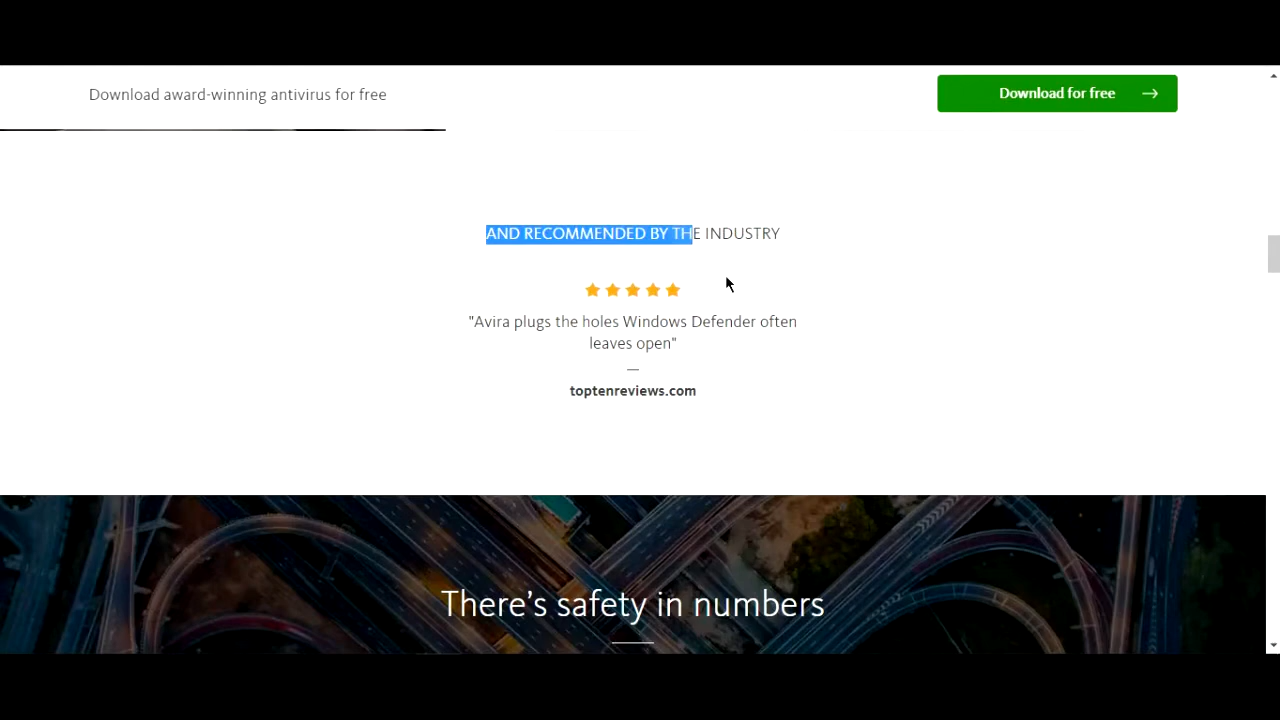 Download award-winning antivirus for free
Download for free
AND RECOMMENDED BY THE INDUSTRY
"Avira plugs the holes Windows Defender often
leaves open"
—
toptenreviews.com
There’s safety in numbers